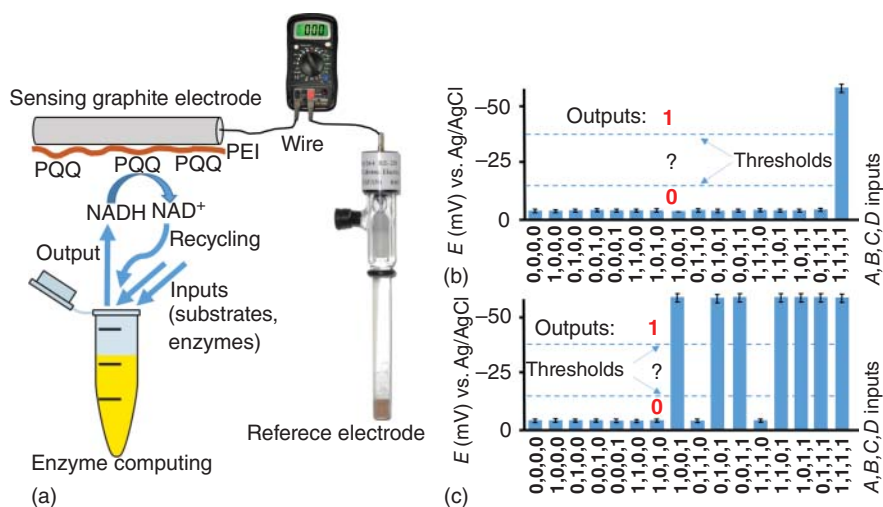 (a)
000
Sensing graphite electrode
Wire
PEI
PQQ PQQ PQQ
NADH NAD+
Output
Recycling
Inputs
(substrates,
enzymes)
Referece electrode
Enzyme computing
(b)
E (mV) vs. Ag/AgCl
–50
–25
0
Outputs: 1
?
Thresholds
0
0,0,0,0
1,0,0,0
0,1,0,0
0,0,1,0
0,0,0,1
1,1,0,0
1,0,1,0
1,0,0,1
0,1,1,0
0,1,0,1
0,0,1,1
1,1,1,0
1,1,0,1
1,0,1,1
0,1,1,1
1,1,1,1
A,B,C,D inputs
(c)
E (mV) vs. Ag/AgCl
–50
–25
0
Outputs: 1
Thresholds
?
0
0,0,0,0
1,0,0,0
0,1,0,0
0,0,1,0
0,0,0,1
1,1,0,0
1,0,1,0
1,0,0,1
0,1,1,0
0,1,0,1
0,0,1,1
1,1,1,0
1,1,0,1
1,0,1,1
0,1,1,1
1,1,1,1
A,B,C,D inputs